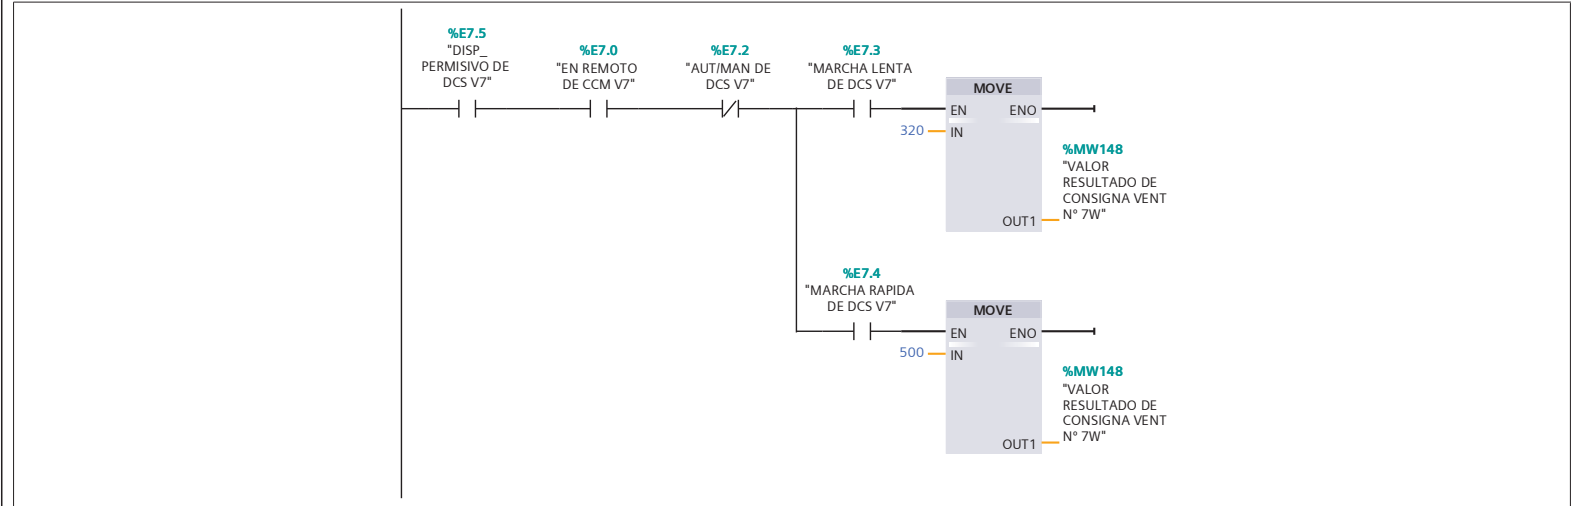 %E7.5
"DISP_
PERMISIVO DE
DCS V7"
%E7.0
"EN REMOTO
DE CCM V7"
%E7.2
"AUT/MAN DE
DCS V7"
%E7.3
"MARCHA LENTA
DE DCS V7"
MOVE
EN ENO
320 IN
%MW148
"VALOR
RESULTADO DE
CONSIGNA VENT
Nº 7W"
OUT1
%E7.4
"MARCHA RAPIDA
DE DCS V7"
MOVE
EN ENO
500 IN
%MW148
"VALOR
RESULTADO DE
CONSIGNA VENT
Nº 7W"
OUT1